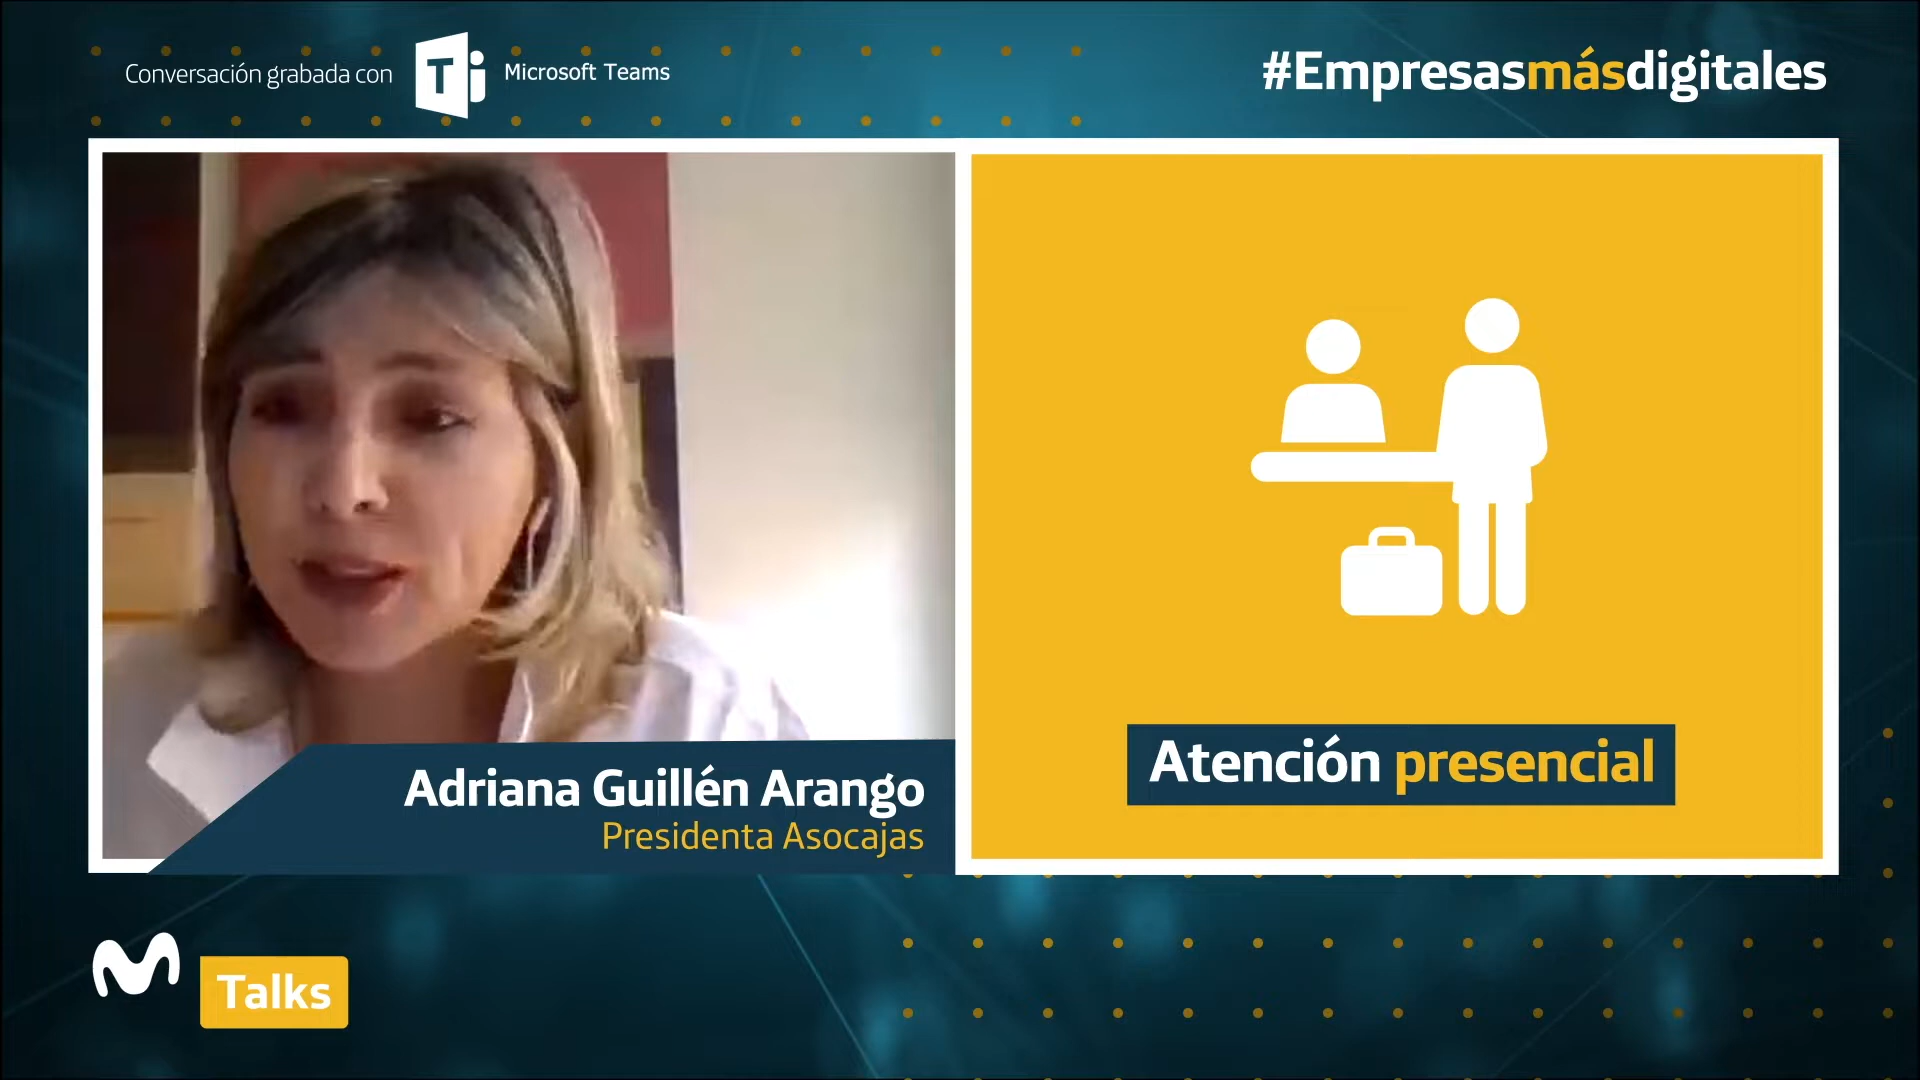 Conversación grabada con
Microsoft Teams
#Empresasmásdigitales
Adriana Guillén Arango
Presidenta Asocajas
Atención presencial
Talks